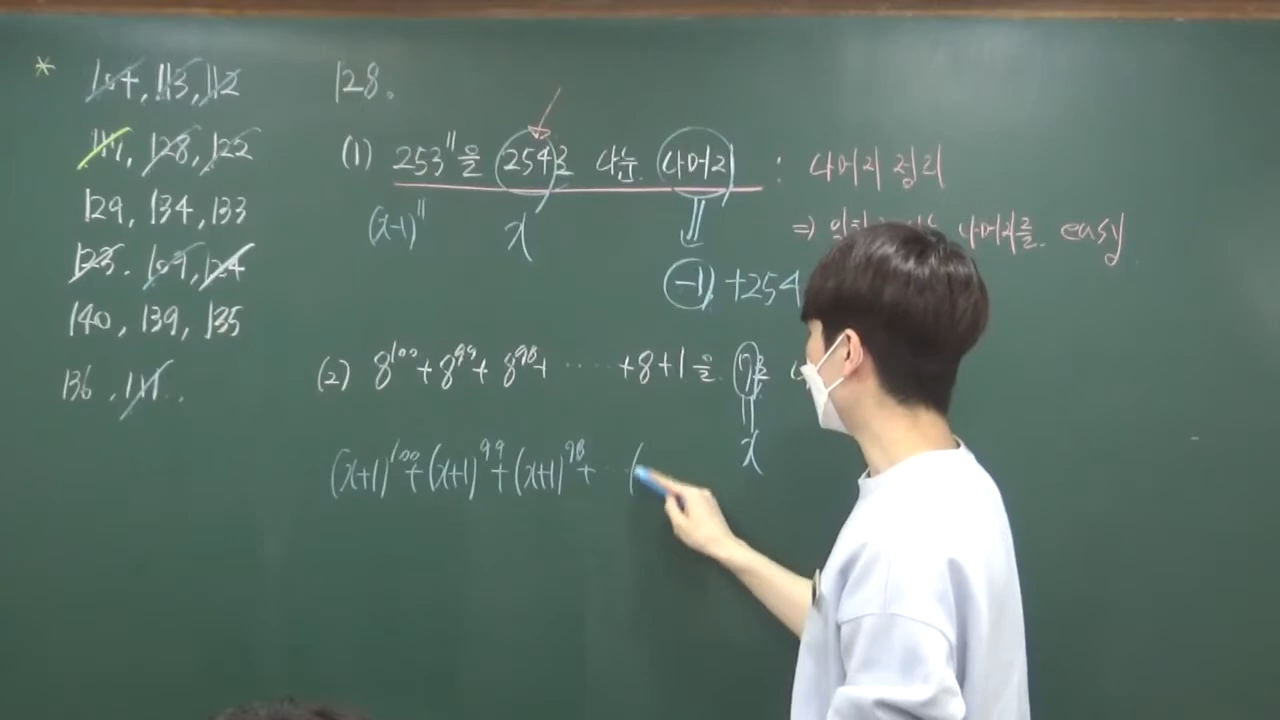 * 104, 113, 112
111, 128, 122
129, 134, 133
123. 109, 124
140, 139, 135
136, 111.
128.
(1) 253¹¹을 254로 나눈 나머지 : 나머지 정리
(x-1)¹¹ x ⇒ 나머지를 easy
-1 +254
(2) 8¹⁰⁰+8⁹⁹+8⁹⁸+ ······ +8+1을 7로
x
(x+1)¹⁰⁰+(x+1)⁹⁹+(x+1)⁹⁸+ ··· (